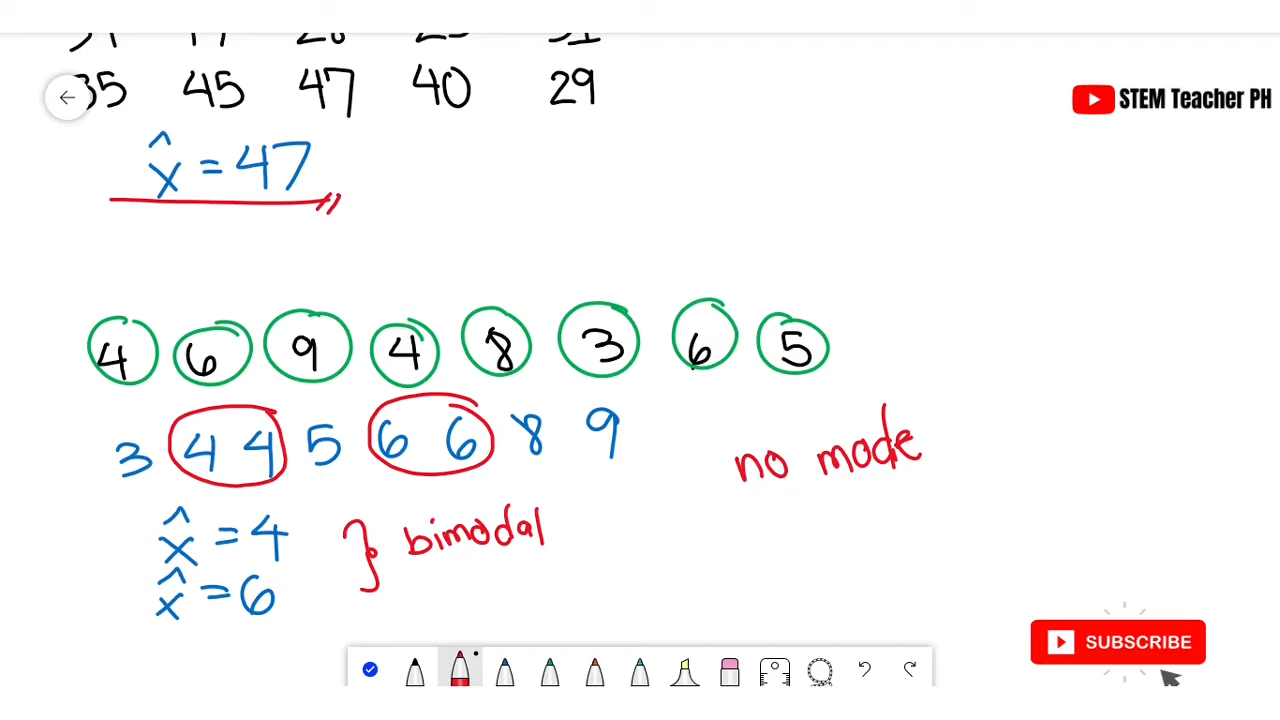 35 45 47 40 29
STEM Teacher PH
x̂ = 47
4 6 9 4 8 3 6 5
3 4 4 5 6 6 8 9
no mode
x̂ = 4
} bimodal
x̂ = 6
SUBSCRIBE